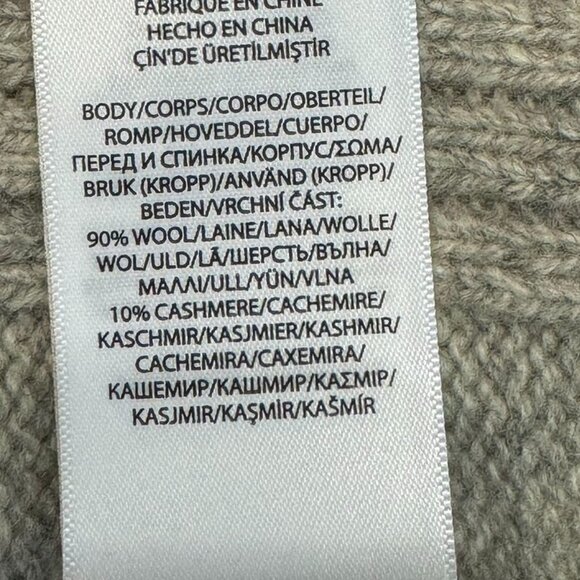 FABRIQUÉ EN CHINE
HECHO EN CHINA
ÇİN'DE ÜRETİLMİŞTİR
BODY/CORPS/CORPO/OBERTEIL/
ROMP/HOVEDDEL/CUERPO/
ПЕРЕД И СПИНКА/КОРПУС/ΣΩΜΑ/
BRUK (KROPP)/ANVÄND (KROPP)/
BEDEN/VRCHNÍ ČÁST:
90% WOOL/LAINE/LANA/WOLLE/
WOL/ULD/LÃ/ШЕРСТЬ/ВЪЛНА/
ΜΑΛΛΙ/ULL/YÜN/VLNA
10% CASHMERE/CACHEMIRE/
KASCHMIR/KASJMIER/KASHMIR/
CACHEMIRA/CAXEMIRA/
КАШЕМИР/КАШМИР/ΚΑΣΜΙΡ/
KASJMIR/KAŞMİR/KAŠMÍR